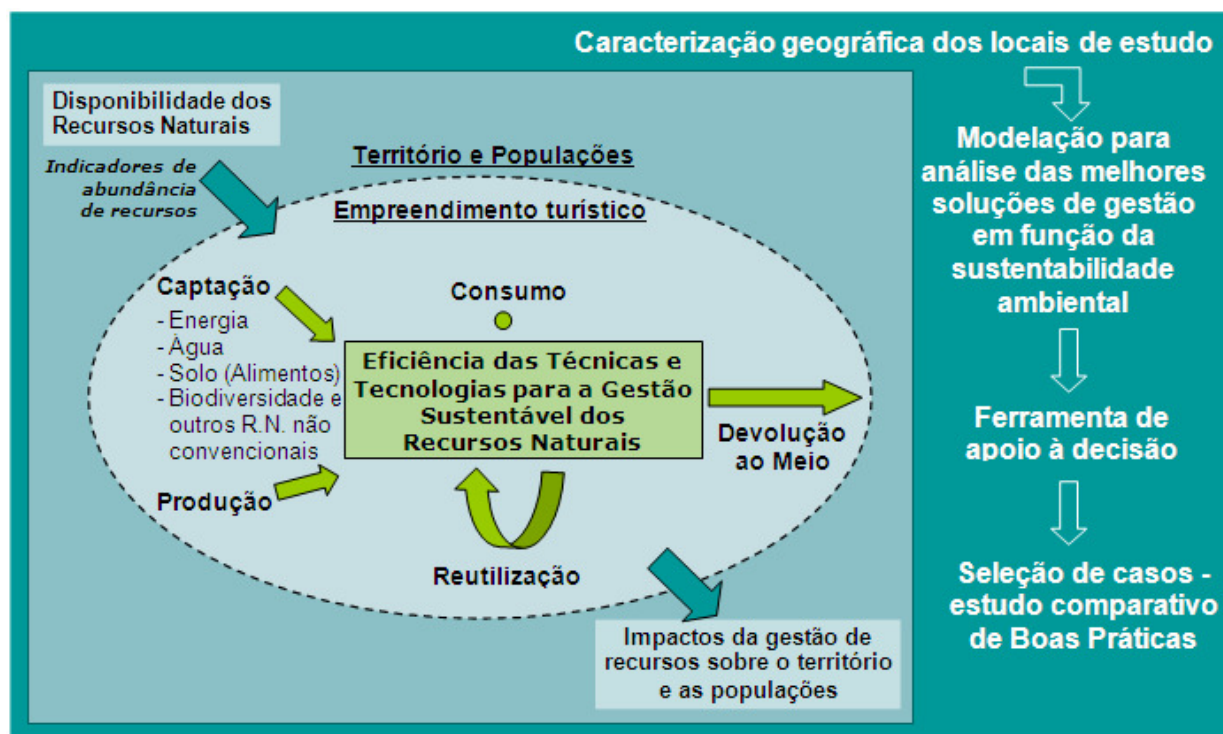 Caracterização geográfica dos locais de estudo
Disponibilidade dos
Recursos Naturais
Indicadores de
abundância
de recursos
Território e Populações
Empreendimento turístico
Captação
- Energia
- Àgua
- Solo (Alimentos)
- Biodiversidade e
outros R.N. não
convencionais
Produção
Consumo
Eficiência das Técnicas e
Tecnologias para a Gestão
Sustentável dos
Recursos Naturais
Devolução
ao Meio
Reutilização
Impactos da gestão de
recursos sobre o território
e as populações
Modelação para
análise das melhores
soluções de gestão
em função da
sustentabilidade
ambiental
Ferramenta de
apoio à decisão
Seleção de casos -
estudo comparativo
de Boas Práticas